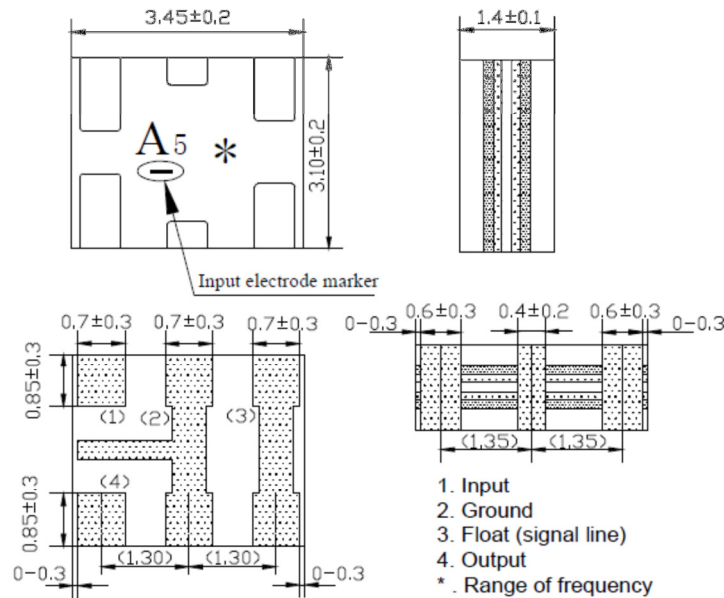 3.45±0.2
1.4±0.1
3.10±0.2
A5 *
Input electrode marker
0.7±0.3 0.7±0.3 0.7±0.3
0.6±0.3 0.4±0.2 0.6±0.3
0-0.3 0-0.3
0.85±0.3
(1) (2) (3)
(4)
0.85±0.3
(1.35) (1.35)
(1.30) (1.30)
0-0.3 0-0.3
1. Input
2. Ground
3. Float (signal line)
4. Output
* . Range of frequency